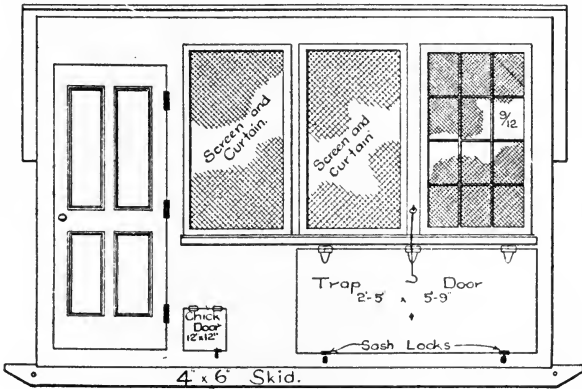 Screen and
Curtain.
Screen and
Curtain
9/12
Trap Door
2'-5" x 5'-9"
Chick
Door
12"x12"
Sash Locks
4" x 6" Skid.